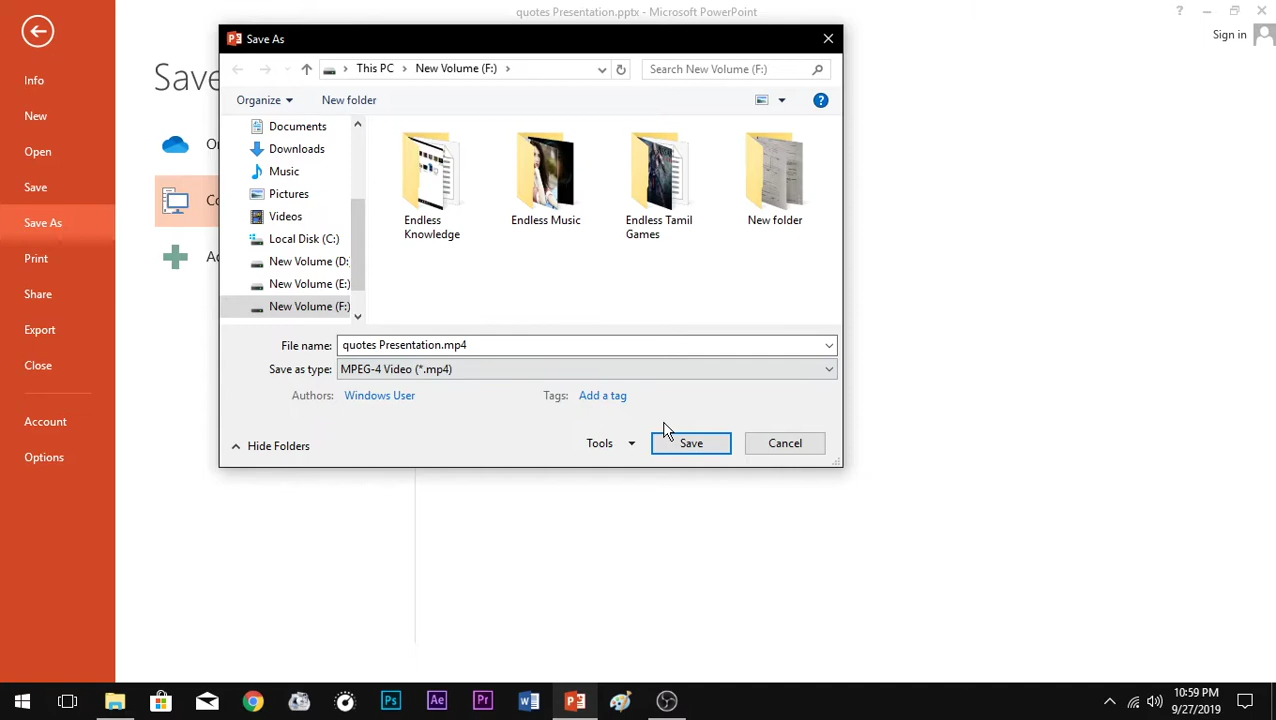 quotes Presentation.pptx - Microsoft PowerPoint
?
Sign in
Info
New
Open
Save
Save As
Print
Share
Export
Close
Account
Options
Save As
This PC
New Volume (F:)
Search New Volume (F:)
Organize
New folder
?
Documents
Downloads
Music
Pictures
Videos
Local Disk (C:)
New Volume (D:
New Volume (E:)
New Volume (F:)
Endless
Knowledge
Endless Music
Endless Tamil
Games
New folder
File name:
quotes Presentation.mp4
Save as type:
MPEG-4 Video (*.mp4)
Authors:
Windows User
Tags:
Add a tag
Hide Folders
Tools
Save
Cancel
Ps
Ae
Pr
10:59 PM
9/27/2019